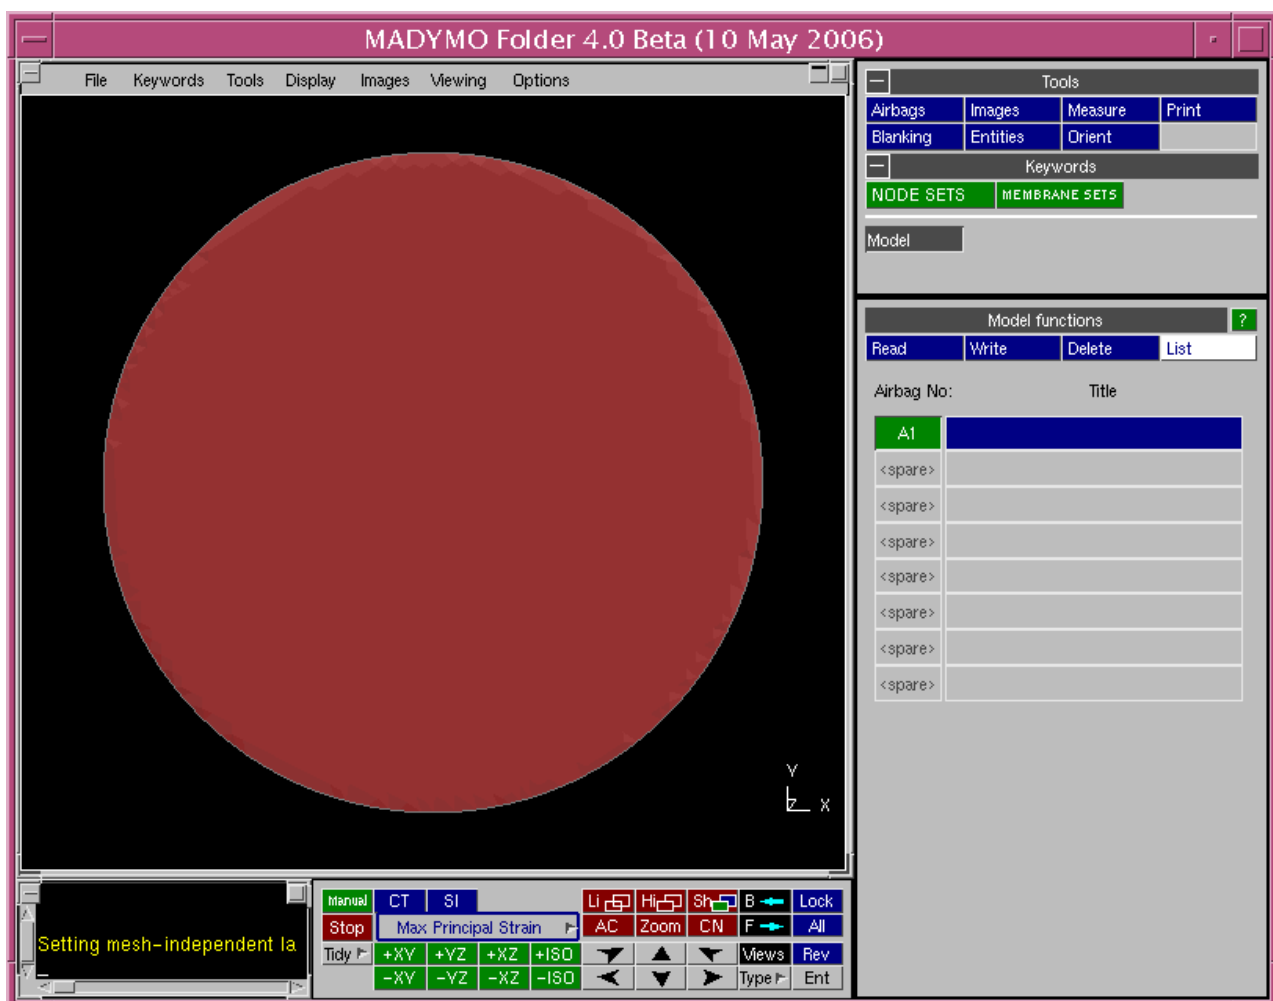 MADYMO Folder 4.0 Beta (10 May 2006)
File Keywords Tools Display Images Viewing Options
Tools
Airbags Images Measure Print
Blanking Entities Orient
Keywords
NODE SETS MEMBRANE SETS
Model
Model functions ?
Read Write Delete List
Airbag No: Title
A1
<spare>
<spare>
<spare>
<spare>
<spare>
<spare>
<spare>
Y
Z X
Setting mesh-independent la
Manual CT SI Li Hi Sh B Lock
Stop Max Principal Strain AC Zoom CN F All
Tidy +XY +YZ +XZ +ISO Views Rev
-XY -YZ -XZ -ISO Type Ent